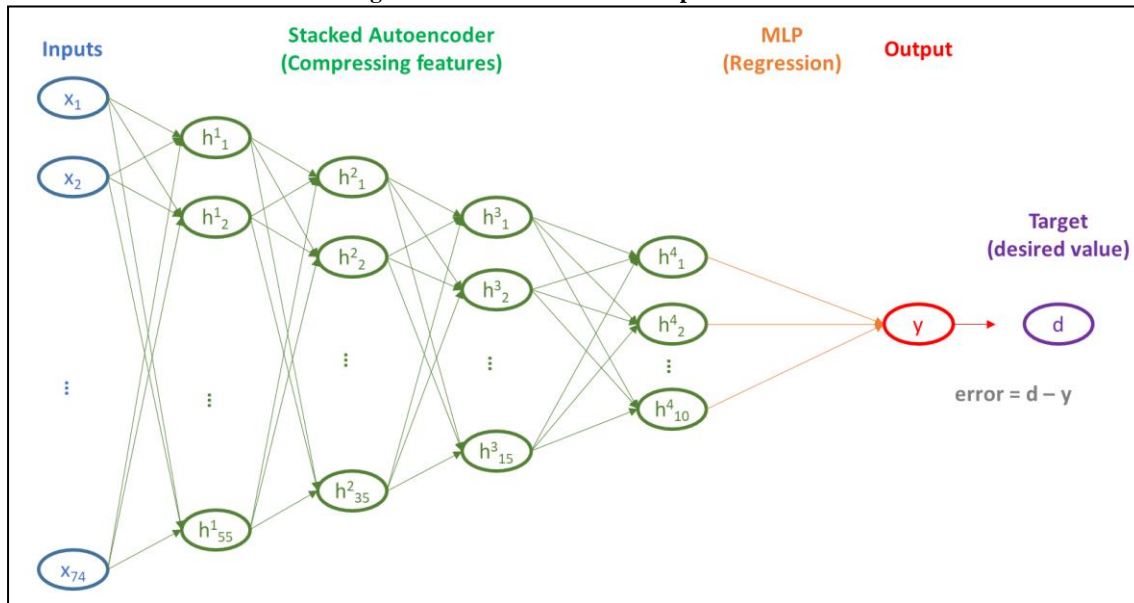 Inputs
Stacked Autoencoder
(Compressing features)
MLP
(Regression)
Output
x1
x2
⋮
x74
h¹1
h¹2
⋮
h¹55
h²1
h²2
⋮
h²35
h³1
h³2
⋮
h³15
h⁴1
h⁴2
⋮
h⁴10
y
Target
(desired value)
d
error = d – y